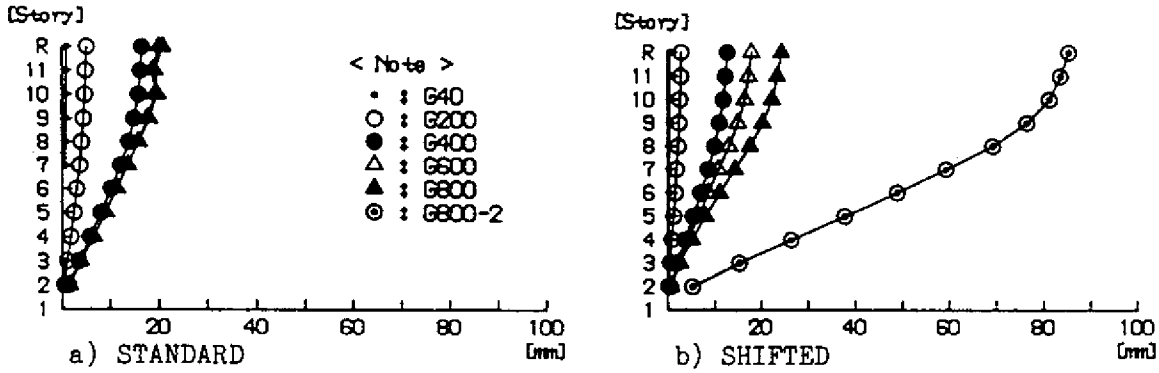 [Story]
R
11
10
9
8
7
6
5
4
3
2
1
20
40
60
80
100
[mm]
a) STANDARD
< Note >
• : G40
○ : G200
● : G400
△ : G600
▲ : G800
◎ : G800-2
[Story]
R
11
10
9
8
7
6
5
4
3
2
1
20
40
60
80
100
[mm]
b) SHIFTED